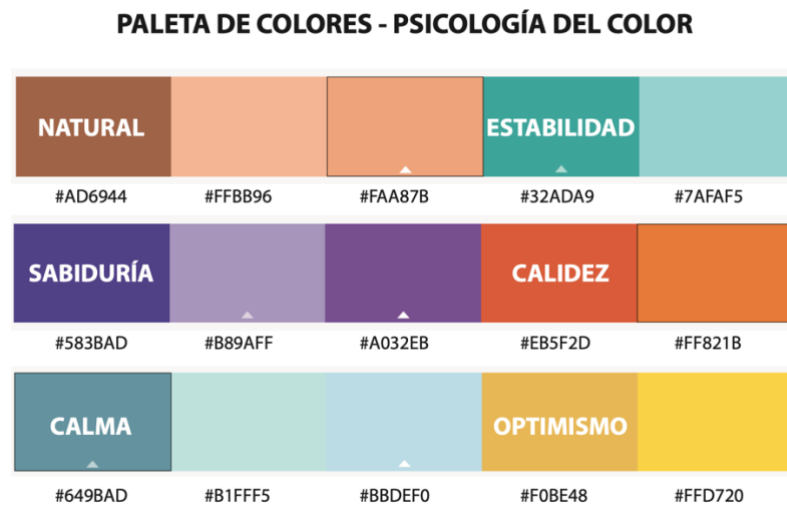 PALETA DE COLORES - PSICOLOGÍA DEL COLOR
NATURAL ESTABILIDAD
#AD6944 #FFBB96 #FAA87B #32ADA9 #7AFAF5
SABIDURÍA CALIDEZ
#583BAD #B89AFF #A032EB #EB5F2D #FF821B
CALMA OPTIMISMO
#649BAD #B1FFF5 #BBDEF0 #F0BE48 #FFD720